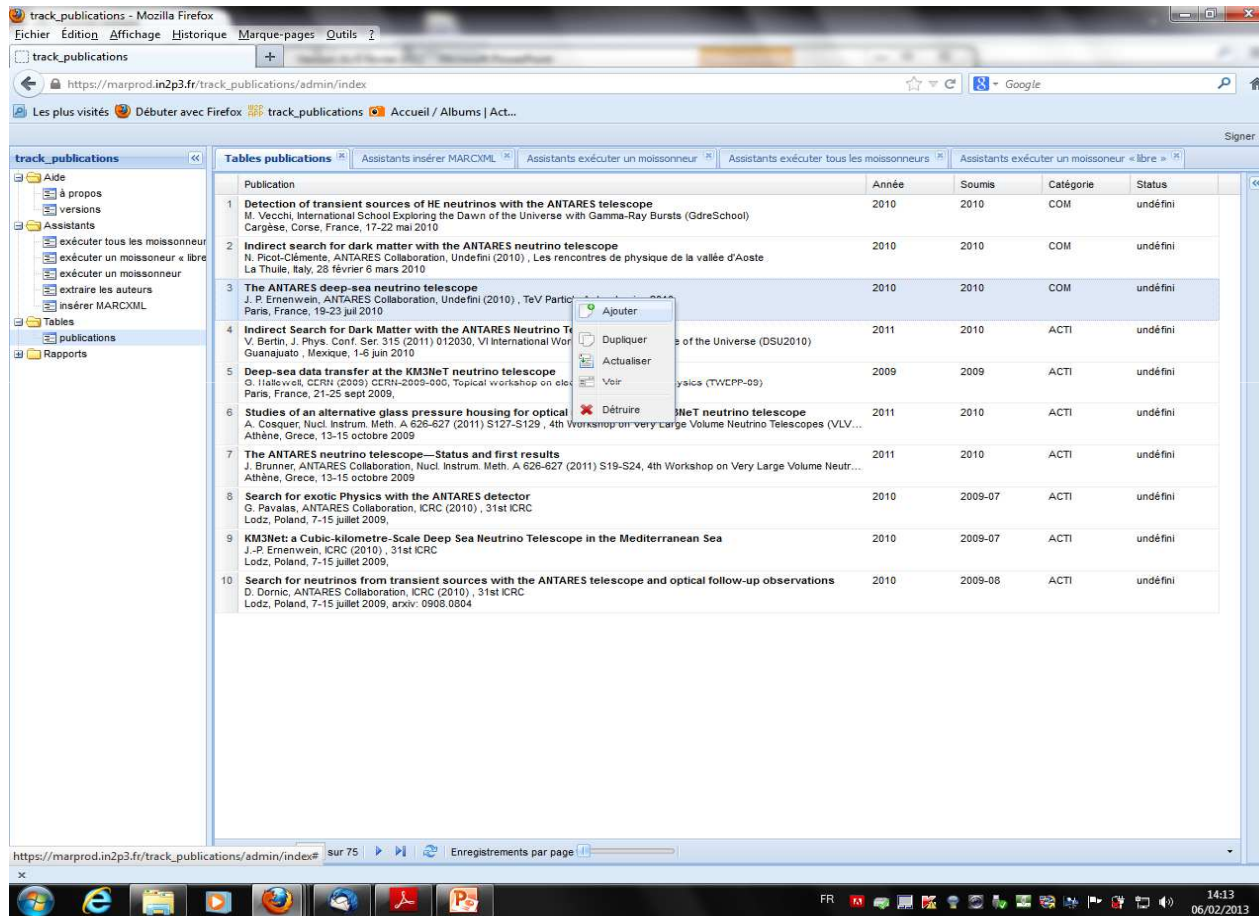 track_publications - Mozilla Firefox
Fichier Édition Affichage Historique Marque-pages Outils ?
track_publications
https://marprod.in2p3.fr/track_publications/admin/index
Google
Les plus visités Débuter avec Firefox track_publications Accueil / Albums | Act...
Signer
track_publications
Tables publications
Assistants insérer MARCXML
Assistants exécuter un moissonneur
Assistants exécuter tous les moissonneurs
Assistants exécuter un moissoneur « libre »
Aide
à propos
versions
Assistants
exécuter tous les moissonneur
exécuter un moissoneur « libre
exécuter un moissonneur
extraire les auteurs
insérer MARCXML
Tables
publications
Rapports
Publication Année Soumis Catégorie Status
1 Detection of transient sources of HE neutrinos with the ANTARES telescope 2010 2010 COM undéfini
M. Vecchi, International School Exploring the Dawn of the Universe with Gamma-Ray Bursts (GdreSchool)
Cargèse, Corse, France, 17-22 mai 2010
2 Indirect search for dark matter with the ANTARES neutrino telescope 2010 2010 COM undéfini
N. Picot-Clémente, ANTARES Collaboration, Undefini (2010) , Les rencontres de physique de la vallée d'Aoste
La Thuile, Italy, 28 février 6 mars 2010
3 The ANTARES deep-sea neutrino telescope 2010 2010 COM undéfini
J. P. Ernenwein, ANTARES Collaboration, Undefini (2010) , TeV Partic
Paris, France, 19-23 juil 2010
4 Indirect Search for Dark Matter with the ANTARES Neutrino Te 2011 2010 ACTI undéfini
V. Bertin, J. Phys. Conf. Ser. 315 (2011) 012030, VI International Wor e of the Universe (DSU2010)
Guanajuato , Mexique, 1-6 juin 2010
5 Deep-sea data transfer at the KM3NeT neutrino telescope 2009 2009 ACTI undéfini
G. Hallewell, CERN (2009) CERN-2009-006, Topical workshop on elec ysics (TWEPP-09)
Paris, France, 21-25 sept 2009,
6 Studies of an alternative glass pressure housing for optical 3NeT neutrino telescope 2011 2010 ACTI undéfini
A. Cosquer, Nucl. Instrum. Meth. A 626-627 (2011) S127-S129 , 4th Workshop on Very Large Volume Neutrino Telescopes (VLV...
Athène, Grece, 13-15 octobre 2009
7 The ANTARES neutrino telescope—Status and first results 2011 2010 ACTI undéfini
J. Brunner, ANTARES Collaboration, Nucl. Instrum. Meth. A 626-627 (2011) S19-S24, 4th Workshop on Very Large Volume Neutr...
Athène, Grece, 13-15 octobre 2009
8 Search for exotic Physics with the ANTARES detector 2010 2009-07 ACTI undéfini
G. Pavalas, ANTARES Collaboration, ICRC (2010) , 31st ICRC
Lodz, Poland, 7-15 juillet 2009,
9 KM3Net: a Cubic-kilometre-Scale Deep Sea Neutrino Telescope in the Mediterranean Sea 2010 2009-07 ACTI undéfini
J.-P. Ernenwein, ICRC (2010) , 31st ICRC
Lodz, Poland, 7-15 juillet 2009,
10 Search for neutrinos from transient sources with the ANTARES telescope and optical follow-up observations 2010 2009-08 ACTI undéfini
D. Dornic, ANTARES Collaboration, ICRC (2010) , 31st ICRC
Lodz, Poland, 7-15 juillet 2009, arxiv: 0908.0804
Ajouter
Dupliquer
Actualiser
Voir
Détruire
https://marprod.in2p3.fr/track_publications/admin/index#
sur 75
Enregistrements par page
FR
14:13
06/02/2013